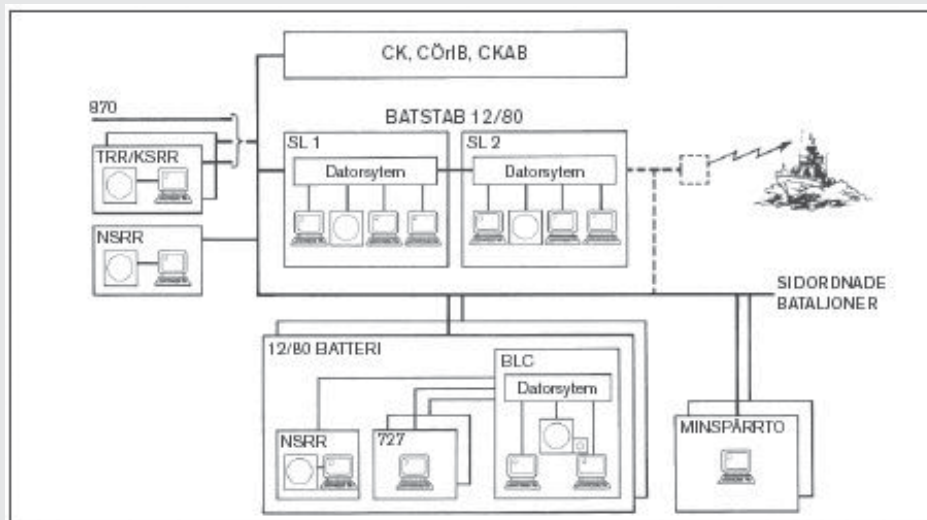 CK, CÖrlB, CKAB
870
BATSTAB 12/80
SL 1
SL 2
TRR/KSRR
Datorsytem
Datorsytem
NSRR
SIDORDNADE
BATALJONER
12/80 BATTERI
BLC
Datorsytem
NSRR
727
MINSPÄRRTO